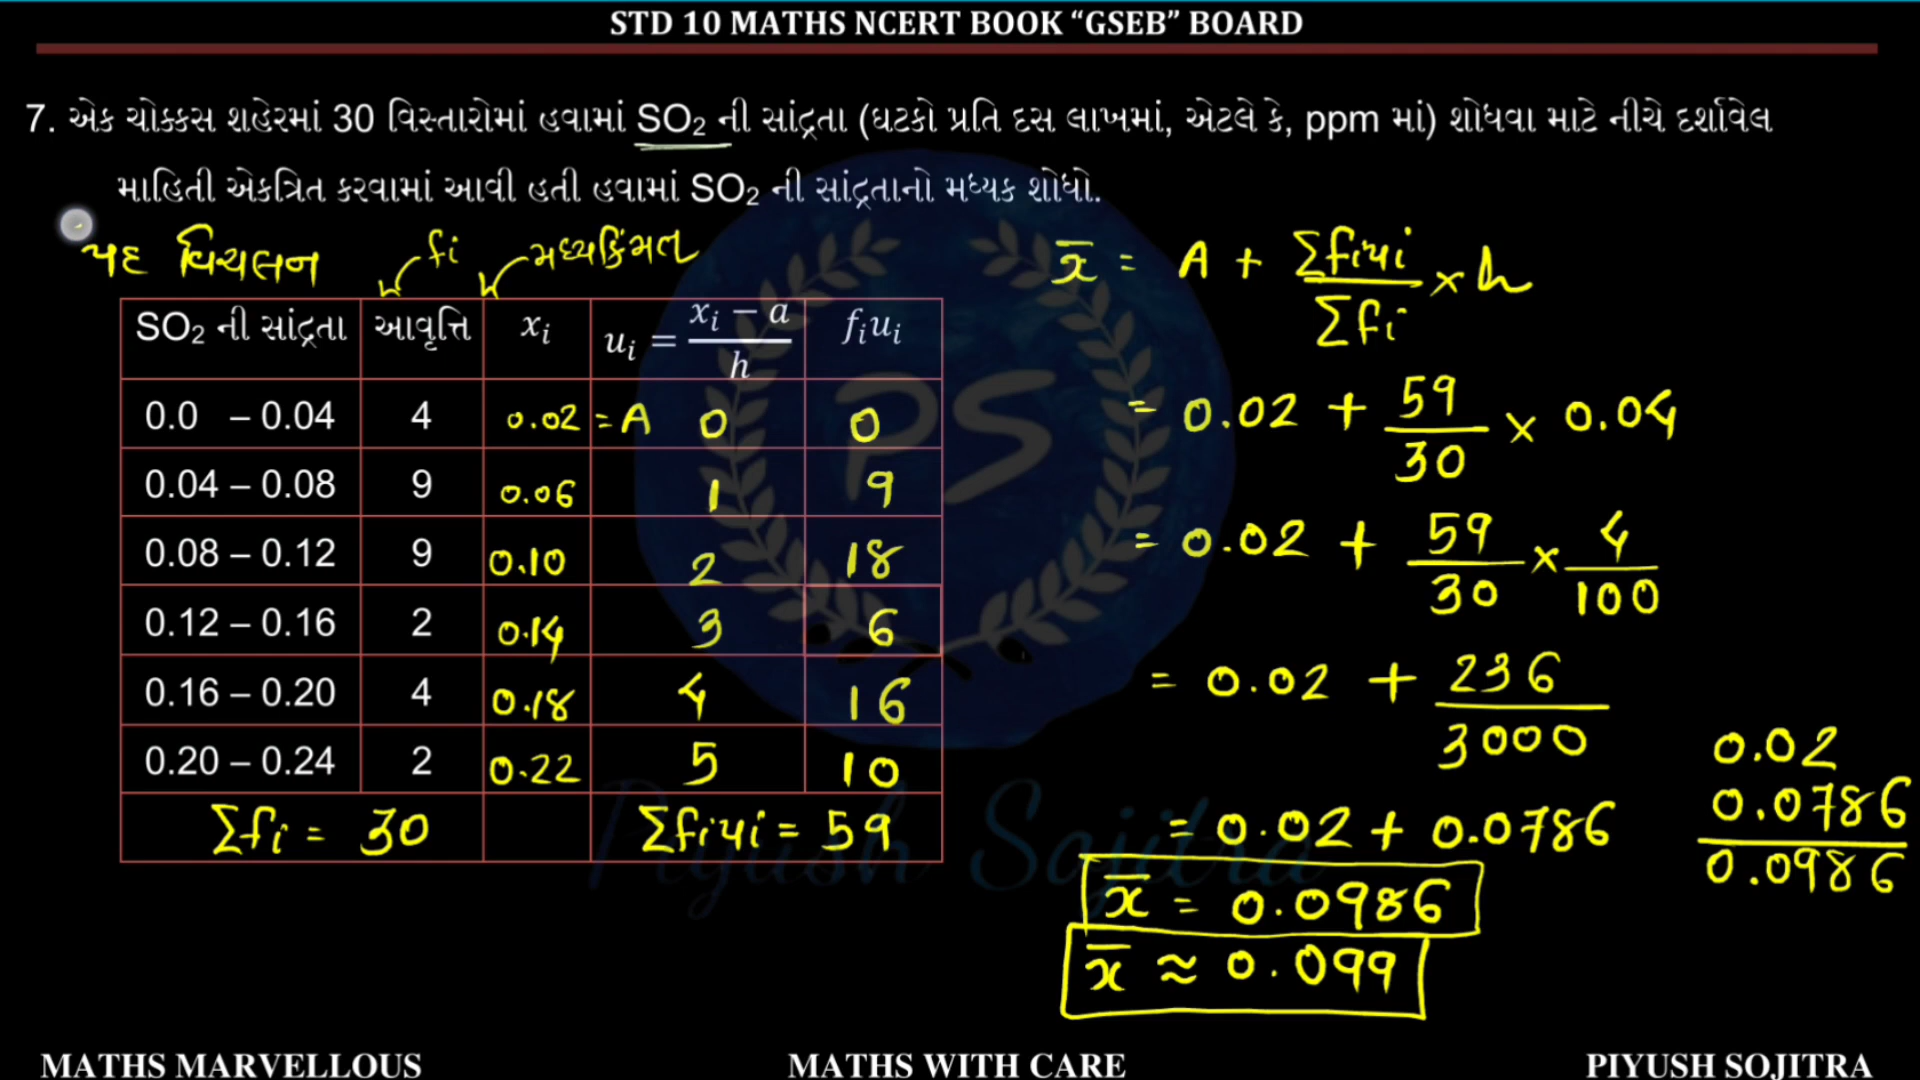 STD 10 MATHS NCERT BOOK “GSEB” BOARD
7. એક ચોક્કસ શહેરમાં 30 વિસ્તારોમાં હવામાં SO₂ ની સાંદ્રતા (ઘટકો પ્રતિ દસ લાખમાં, એટલે કે, ppm માં) શોધવા માટે નીચે દર્શાવેલ
માહિતી એકત્રિત કરવામાં આવી હતી હવામાં SO₂ ની સાંદ્રતાનો મધ્યક શોધો.
પદ વિચલન fi મધ્યકિંમત
SO₂ ની સાંદ્રતા આવૃત્તિ xᵢ uᵢ = (xᵢ − a)/h fᵢuᵢ
0.0 – 0.04 4 0.02 = A 0 0
0.04 – 0.08 9 0.06 1 9
0.08 – 0.12 9 0.10 2 18
0.12 – 0.16 2 0.14 3 6
0.16 – 0.20 4 0.18 4 16
0.20 – 0.24 2 0.22 5 10
Σfi = 30 Σfiui = 59
x̄ = A + Σfiui/Σfi × h
= 0.02 + 59/30 × 0.04
= 0.02 + 59/30 × 4/100
= 0.02 + 236/3000
= 0.02 + 0.0786
x̄ = 0.0986
x̄ ≈ 0.099
0.02
0.0786
0.0986
PS
Piyush Sojitra
MATHS MARVELLOUS MATHS WITH CARE PIYUSH SOJITRA